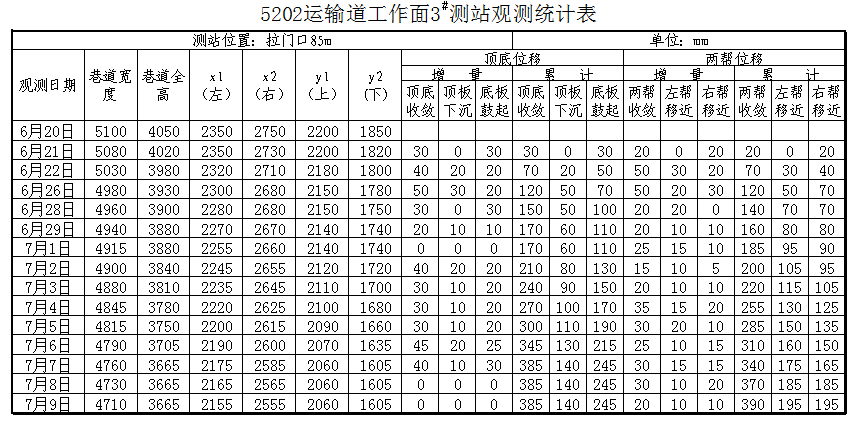 5202运输道工作面3#测站观测统计表
测站位置：拉门口85m 单位：mm
观测日期 巷道宽度 巷道全高 x1（左） x2（右） y1（上） y2（下） 顶底位移 两帮位移
增 量 累 计 增 量 累 计
顶底收敛 顶板下沉 底板鼓起 顶底收敛 顶板下沉 底板鼓起 两帮收敛 左帮移近 右帮移近 两帮收敛 左帮移近 右帮移近
6月20日 5100 4050 2350 2750 2200 1850
6月21日 5080 4020 2350 2730 2200 1820 30 0 30 30 0 30 20 0 20 20 0 20
6月22日 5030 3980 2320 2710 2180 1800 40 20 20 70 20 50 50 30 20 70 30 40
6月26日 4980 3930 2300 2680 2150 1780 50 30 20 120 50 70 50 20 30 120 50 70
6月28日 4960 3900 2280 2680 2150 1750 30 0 30 150 50 100 20 20 0 140 70 70
6月29日 4940 3880 2270 2670 2140 1740 20 10 10 170 60 110 20 10 10 160 80 80
7月1日 4915 3880 2255 2660 2140 1740 0 0 0 170 60 110 25 15 10 185 95 90
7月2日 4900 3840 2245 2655 2120 1720 40 20 20 210 80 130 15 10 5 200 105 95
7月3日 4880 3810 2235 2645 2110 1700 30 10 20 240 90 150 20 10 10 220 115 105
7月4日 4845 3780 2220 2625 2100 1680 30 10 20 270 100 170 35 15 20 255 130 125
7月5日 4815 3750 2200 2615 2090 1660 30 10 20 300 110 190 30 20 10 285 150 135
7月6日 4790 3705 2190 2600 2070 1635 45 20 25 345 130 215 25 10 15 310 160 150
7月7日 4760 3665 2175 2585 2060 1605 40 10 30 385 140 245 30 15 15 340 175 165
7月8日 4730 3665 2165 2565 2060 1605 0 0 0 385 140 245 30 10 20 370 185 185
7月9日 4710 3665 2155 2555 2060 1605 0 0 0 385 140 245 20 10 10 390 195 195